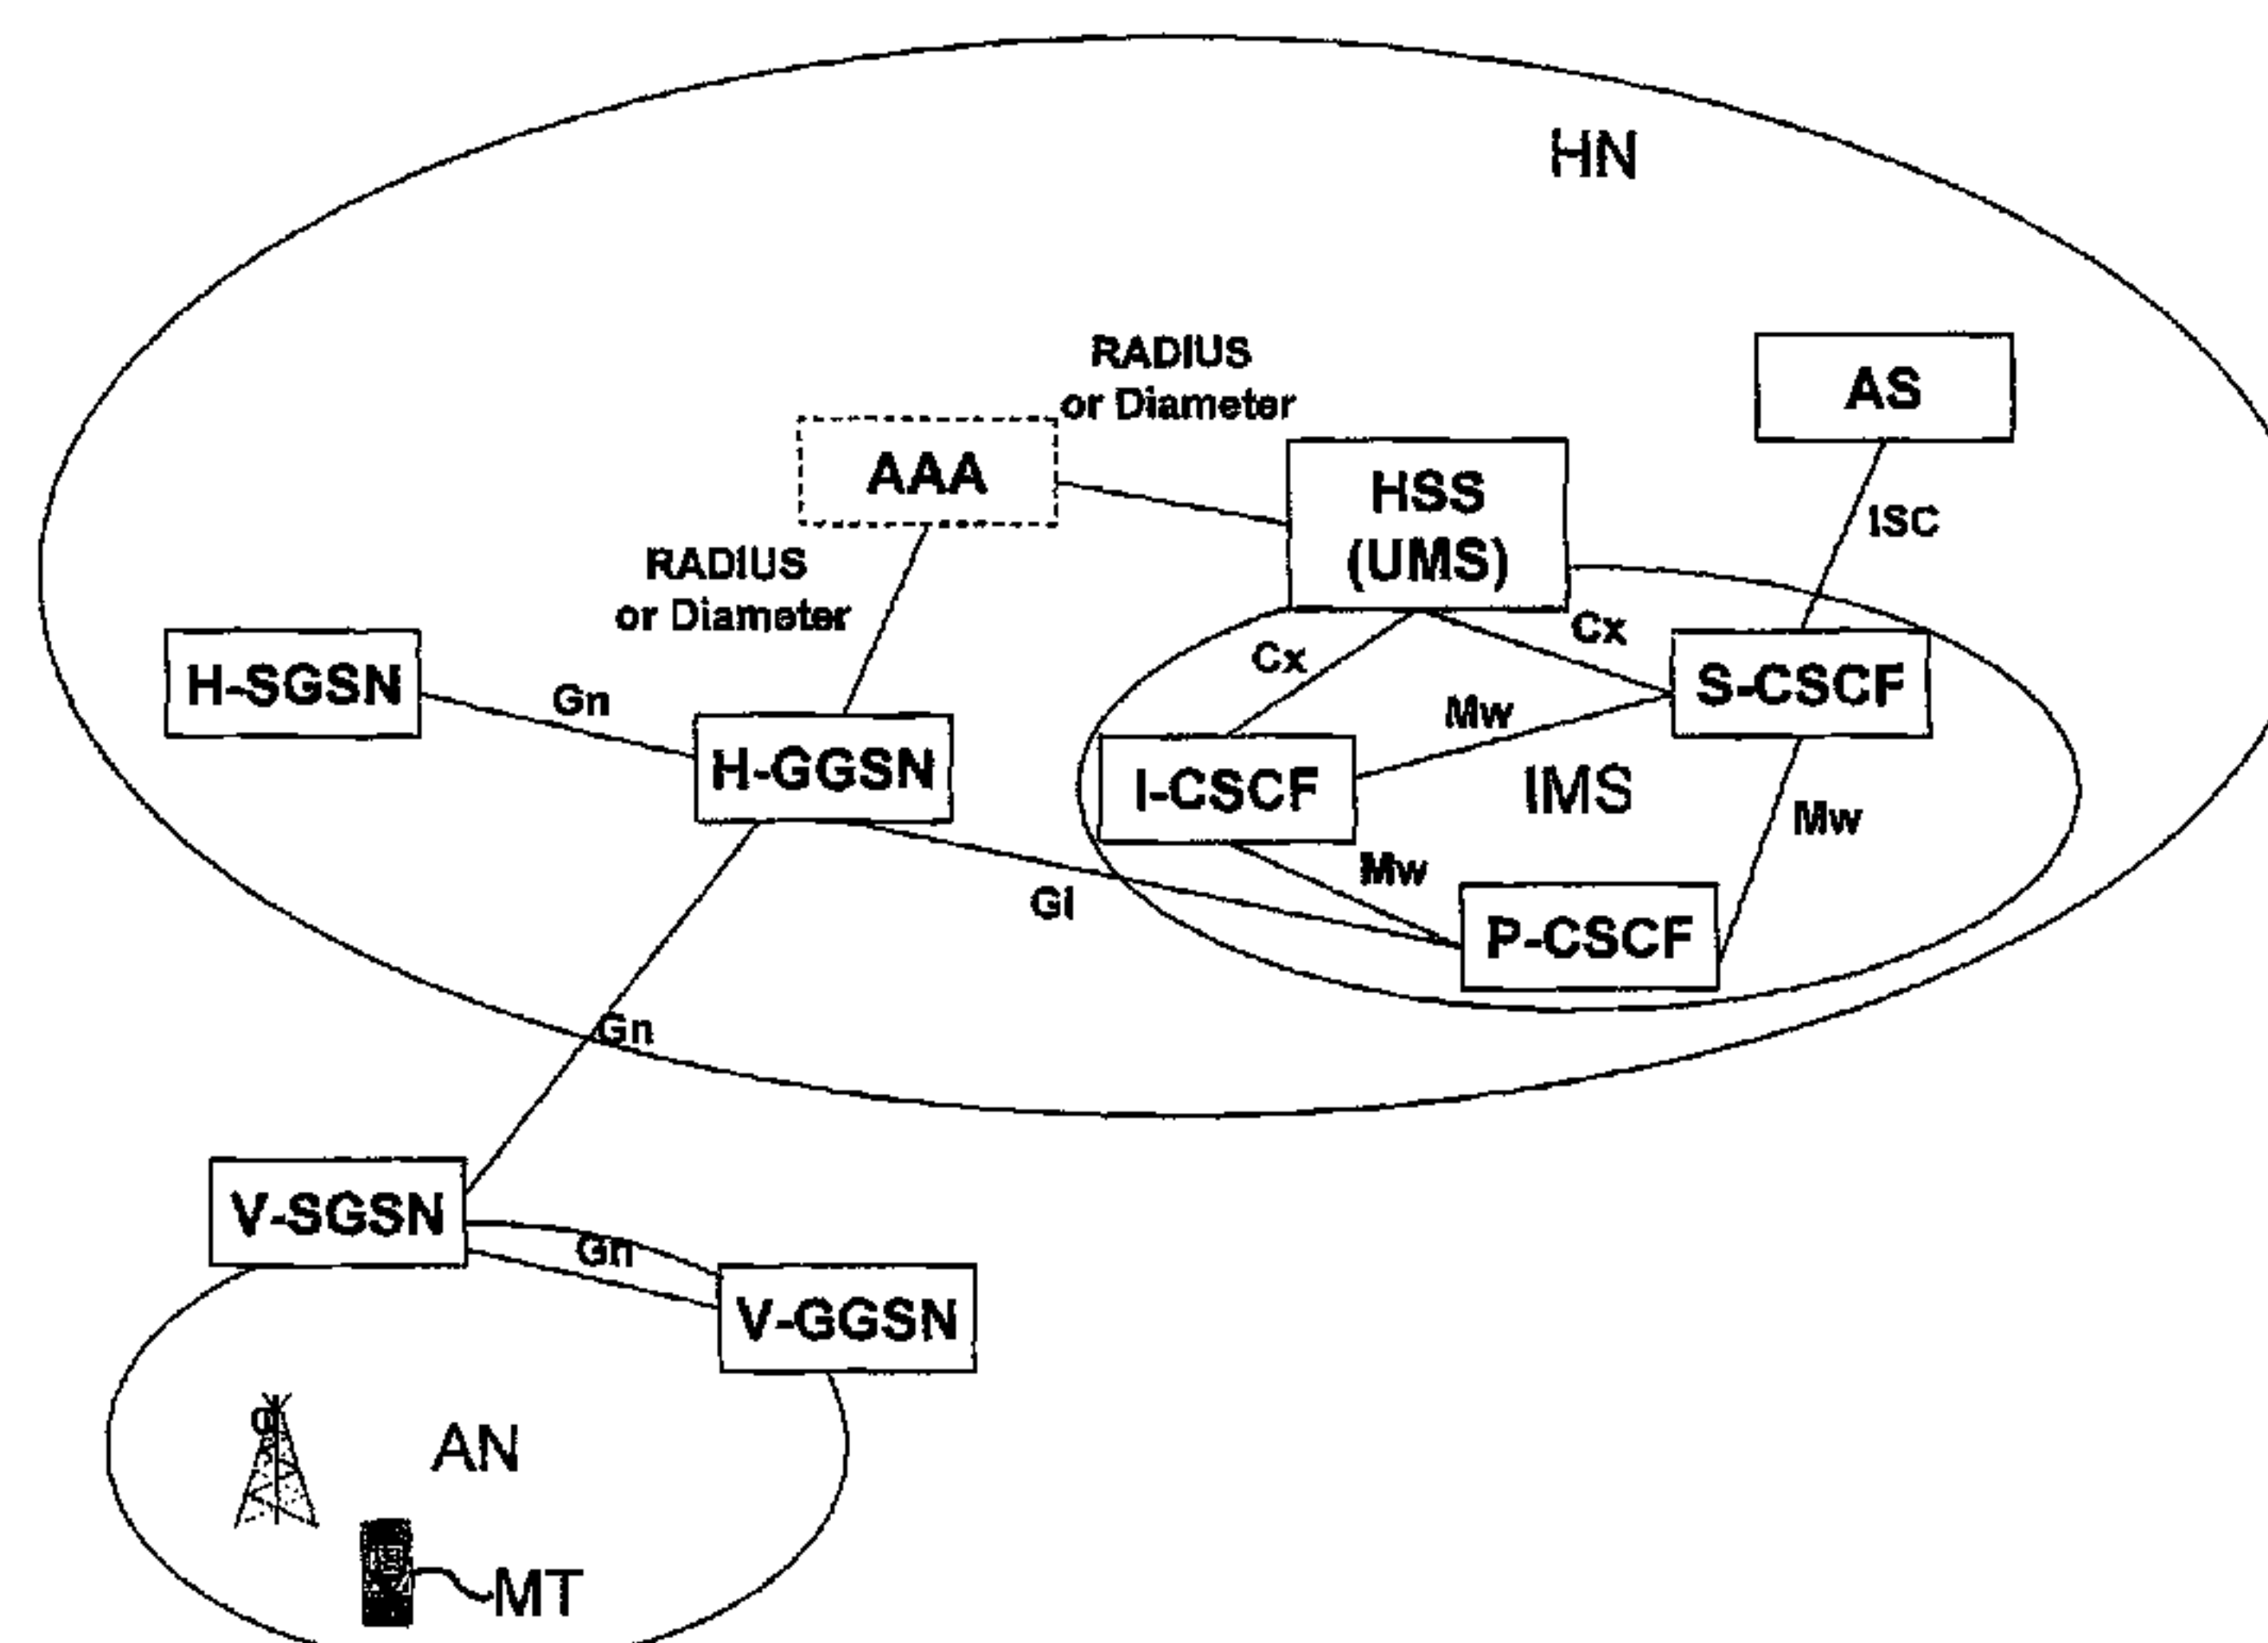 HN
RADIUS
or Diameter
AS
AAA
HSS
(UMS)
ISC
RADIUS
or Diameter
Cx
Cx
H-SGSN
Gn
S-CSCF
Mw
H-GGSN
I-CSCF
IMS
Mw
Mw
Gi
P-CSCF
Gn
V-SGSN
Gn
V-GGSN
AN
MT